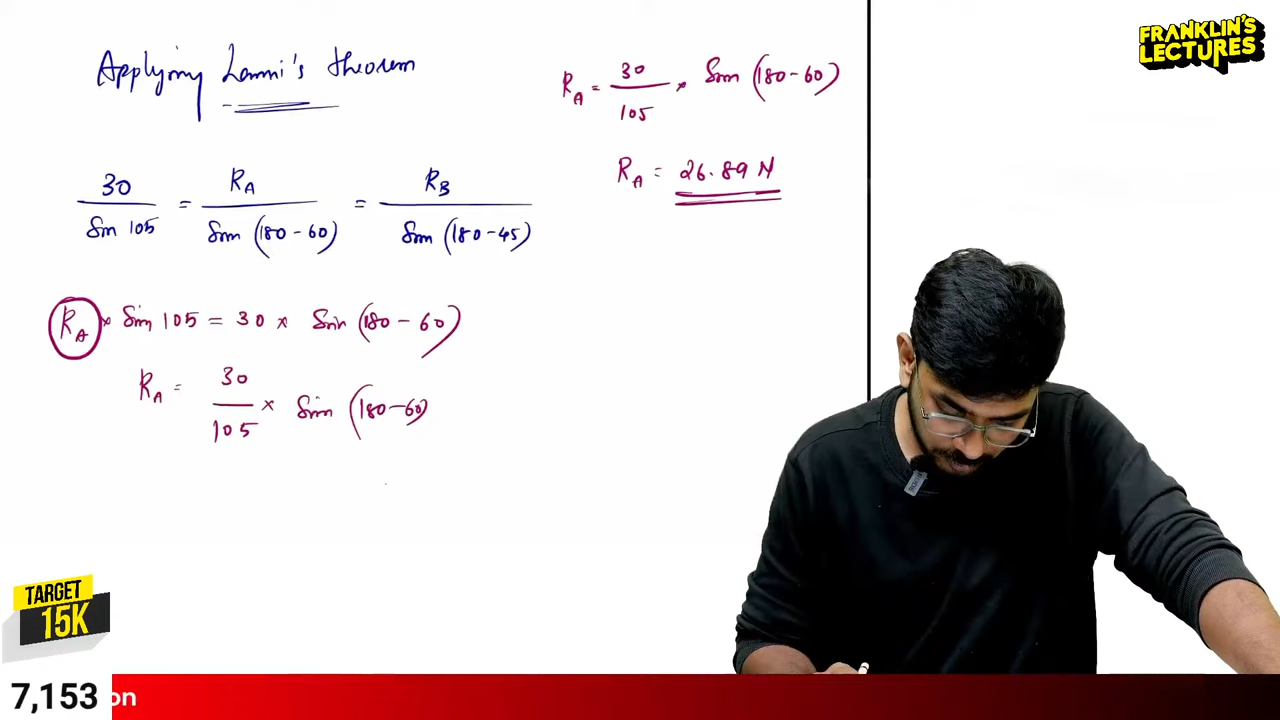 Applying Lami's theorem
30 / Sin 105 = R_A / Sin (180-60) = R_B / Sin (180-45)
R_A × Sin 105 = 30 × Sin (180-60)
R_A = 30 / 105 × Sin (180-60)
R_A = 30 / 105 × Sin (180-60)
R_A = 26.89 N
FRANKLIN'S
LECTURES
TARGET
15K
7,153 on